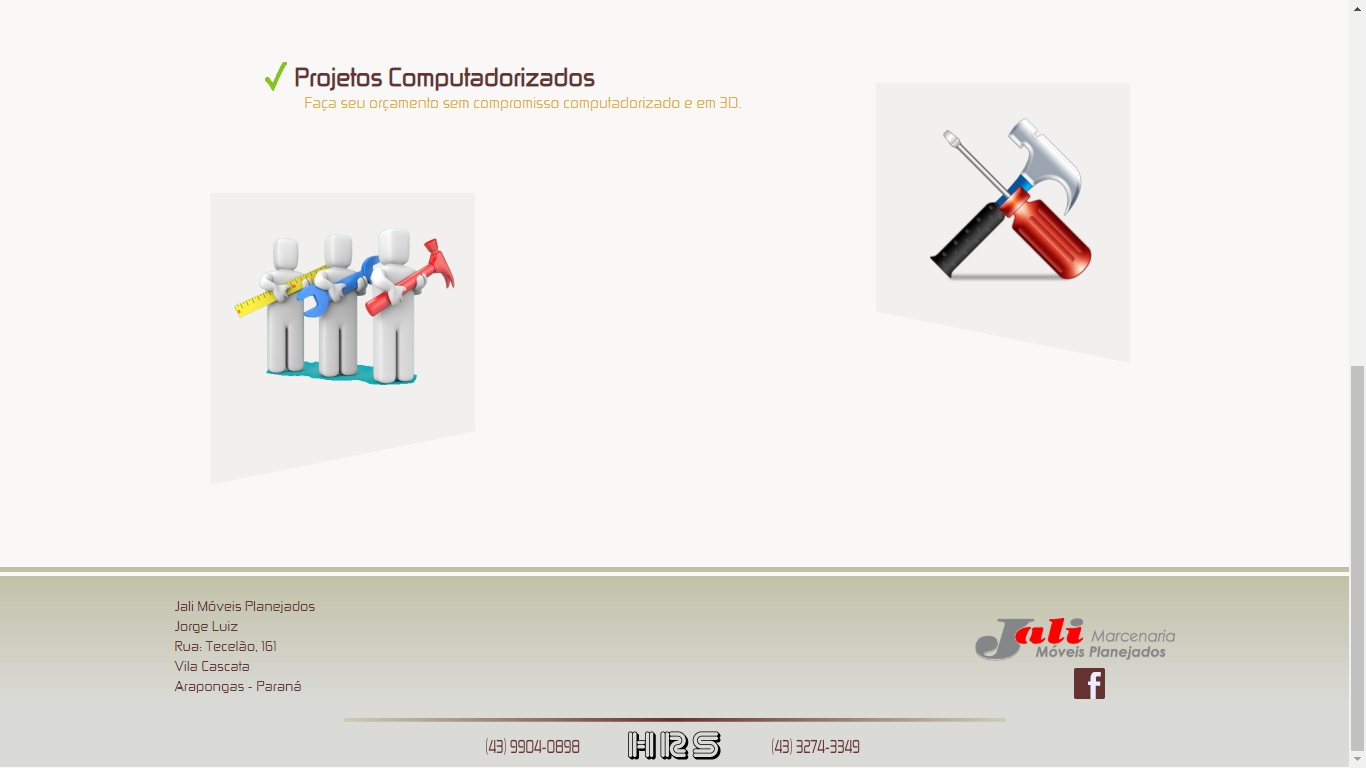 Projetos Computadorizados
Faça seu orçamento sem compromisso computadorizado e em 3D.
Jali Móveis Planejados
Jorge Luiz
Rua: Tecelão, 161
Vila Cascata
Arapongas - Paraná
Jali Marcenaria
Móveis Planejados
f
(43) 9904-0898 HRS (43) 3274-3349